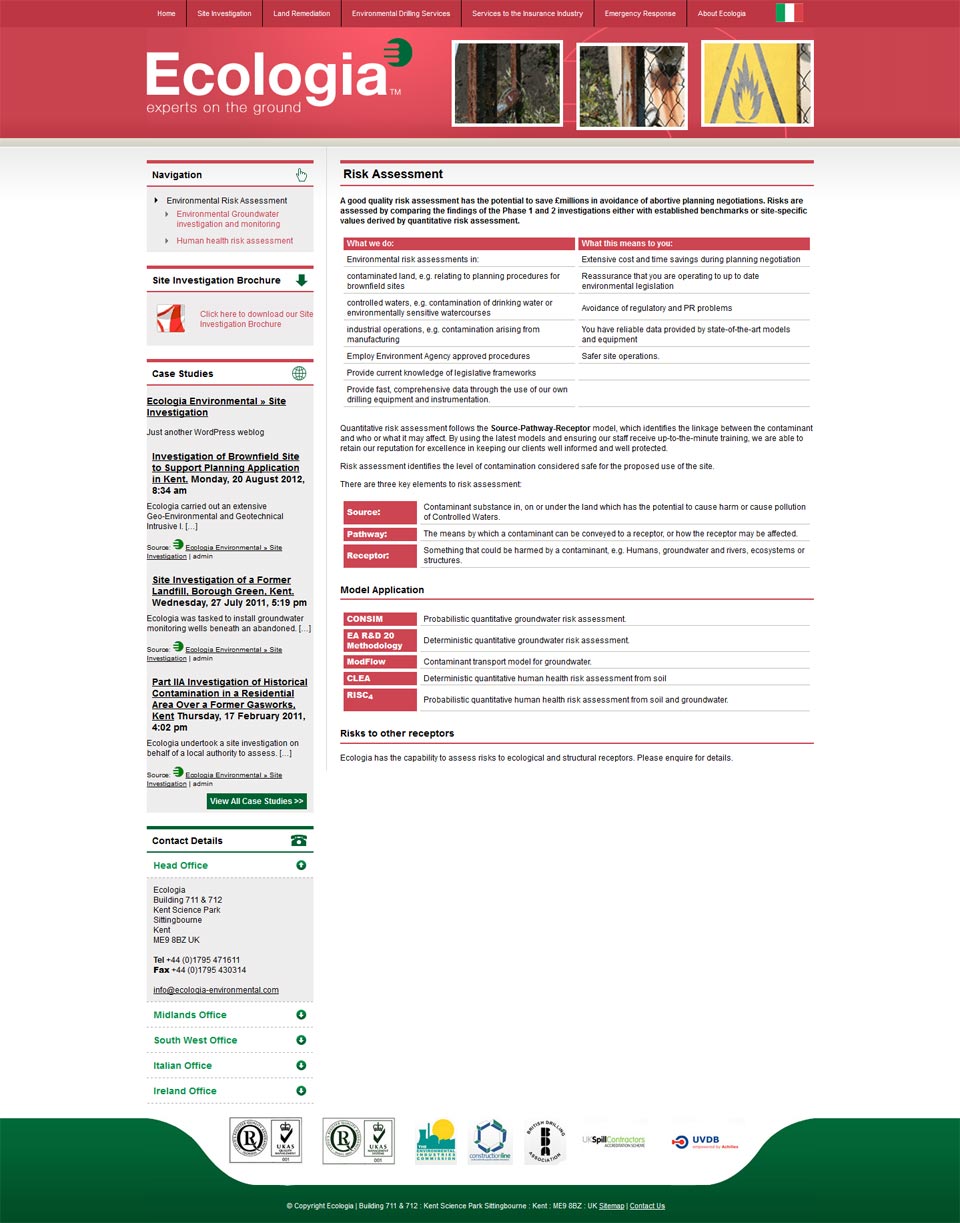 Home
Site Investigation
Land Remediation
Environmental Drilling Services
Services to the Insurance Industry
Emergency Response
About Ecologia
Ecologia TM
experts on the ground
Navigation
Environmental Risk Assessment
Environmental Groundwater
investigation and monitoring
Human health risk assessment
Site Investigation Brochure
Click here to download our Site
Investigation Brochure
Case Studies
Ecologia Environmental » Site
Investigation
Just another WordPress weblog
Investigation of Brownfield Site
to Support Planning Application
in Kent. Monday, 20 August 2012,
8:34 am
Ecologia carried out an extensive
Geo-Environmental and Geotechnical
Intrusive I. [...]
Source: Ecologia Environmental » Site
Investigation | admin
Site Investigation of a Former
Landfill, Borough Green, Kent.
Wednesday, 27 July 2011, 5:19 pm
Ecologia was tasked to install groundwater
monitoring wells beneath an abandoned. [...]
Source: Ecologia Environmental » Site
Investigation | admin
Part IIA Investigation of Historical
Contamination in a Residential
Area Over a Former Gasworks,
Kent Thursday, 17 February 2011,
4:02 pm
Ecologia undertook a site investigation on
behalf of a local authority to assess. [...]
Source: Ecologia Environmental » Site
Investigation | admin
View All Case Studies >>
Contact Details
Head Office
Ecologia
Building 711 & 712
Kent Science Park
Sittingbourne
Kent
ME9 8BZ UK
Tel +44 (0)1795 471611
Fax +44 (0)1795 430314
info@ecologia-environmental.com
Midlands Office
South West Office
Italian Office
Ireland Office
Risk Assessment
A good quality risk assessment has the potential to save £millions in avoidance of abortive planning negotiations. Risks are
assessed by comparing the findings of the Phase 1 and 2 investigations either with established benchmarks or site-specific
values derived by quantitative risk assessment.
What we do: What this means to you:
Environmental risk assessments in: Extensive cost and time savings during planning negotiation
contaminated land, e.g. relating to planning procedures for
brownfield sites
Reassurance that you are operating to up to date
environmental legislation
controlled waters, e.g. contamination of drinking water or
environmentally sensitive watercourses
Avoidance of regulatory and PR problems
industrial operations, e.g. contamination arising from
manufacturing
You have reliable data provided by state-of-the-art models
and equipment
Employ Environment Agency approved procedures Safer site operations.
Provide current knowledge of legislative frameworks
Provide fast, comprehensive data through the use of our own
drilling equipment and instrumentation.
Quantitative risk assessment follows the Source-Pathway-Receptor model, which identifies the linkage between the contaminant
and who or what it may affect. By using the latest models and ensuring our staff receive up-to-the-minute training, we are able to
retain our reputation for excellence in keeping our clients well informed and well protected.
Risk assessment identifies the level of contamination considered safe for the proposed use of the site.
There are three key elements to risk assessment:
Source: Contaminant substance in, on or under the land which has the potential to cause harm or cause pollution
of Controlled Waters.
Pathway: The means by which a contaminant can be conveyed to a receptor, or how the receptor may be affected.
Receptor: Something that could be harmed by a contaminant, e.g. Humans, groundwater and rivers, ecosystems or
structures.
Model Application
CONSIM Probabilistic quantitative groundwater risk assessment.
EA R&D 20
Methodology
Deterministic quantitative groundwater risk assessment.
ModFlow Contaminant transport model for groundwater.
CLEA Deterministic quantitative human health risk assessment from soil
RISC4 Probabilistic quantitative human health risk assessment from soil and groundwater.
Risks to other receptors
Ecologia has the capability to assess risks to ecological and structural receptors. Please enquire for details.
R
UKAS
QUALITY
MANAGEMENT
001
R
UKAS
MANAGEMENT
SYSTEMS
001
THE
ENVIRONMENTAL
INDUSTRIES
COMMISSION
constructionline
BRITISH DRILLING
ASSOCIATION
UKSpillContractors
ACCREDITATION SCHEME
UVDB
empowered by Achilles
© Copyright Ecologia | Building 711 & 712 : Kent Science Park Sittingbourne : Kent : ME9 8BZ : UK Sitemap | Contact Us